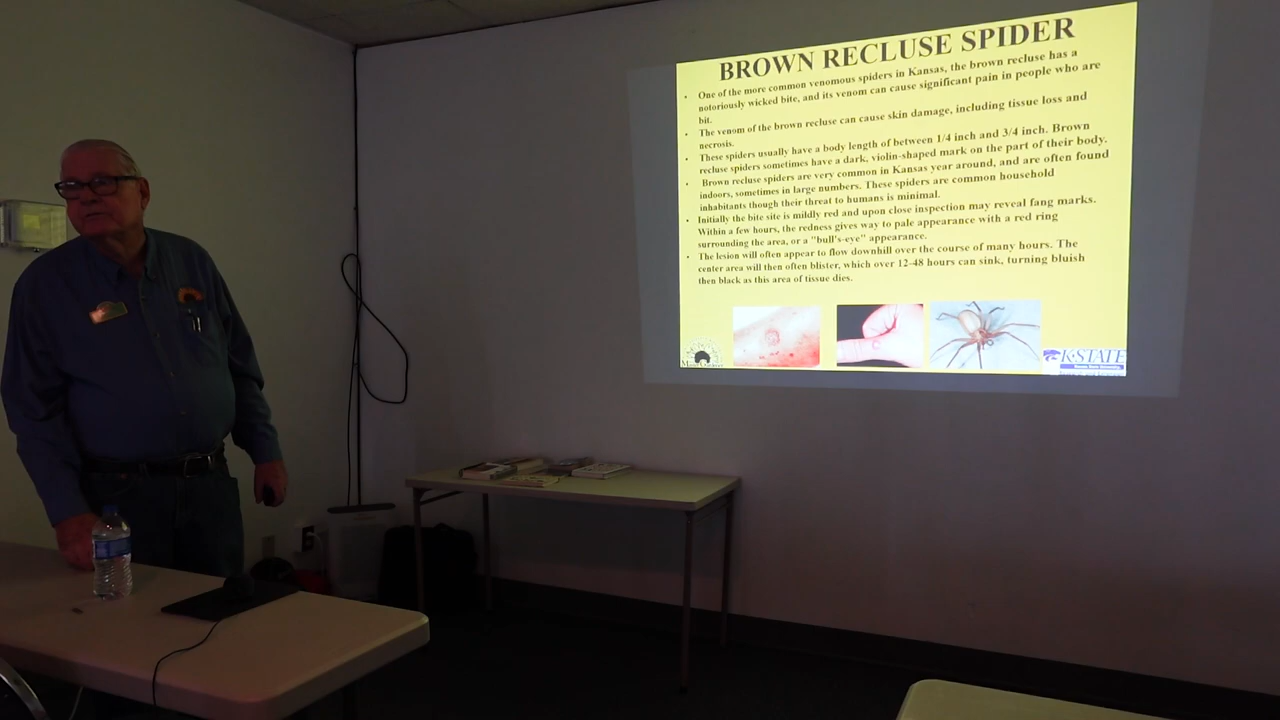 BROWN RECLUSE SPIDER
• One of the more common venomous spiders in Kansas, the brown recluse has a
notoriously wicked bite, and its venom can cause significant pain in people who are
bit.
• The venom of the brown recluse can cause skin damage, including tissue loss and
necrosis.
• These spiders usually have a body length of between 1/4 inch and 3/4 inch. Brown
recluse spiders sometimes have a dark, violin-shaped mark on the part of their body.
• Brown recluse spiders are very common in Kansas year around, and are often found
indoors, sometimes in large numbers. These spiders are common household
inhabitants though their threat to humans is minimal.
• Initially the bite site is mildly red and upon close inspection may reveal fang marks.
Within a few hours, the redness gives way to pale appearance with a red ring
surrounding the area, or a "bull's-eye" appearance.
• The lesion will often appear to flow downhill over the course of many hours. The
center area will then often blister, which over 12-48 hours can sink, turning bluish
then black as this area of tissue dies.
K-STATE
Kansas State University